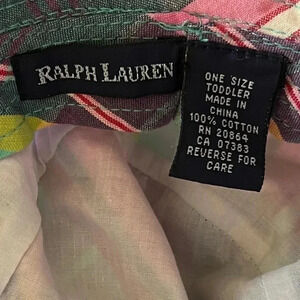 RALPH LAUREN
ONE SIZE
TODDLER
MADE IN
CHINA
100% COTTON
RN 20864
CA 07383
REVERSE FOR
CARE